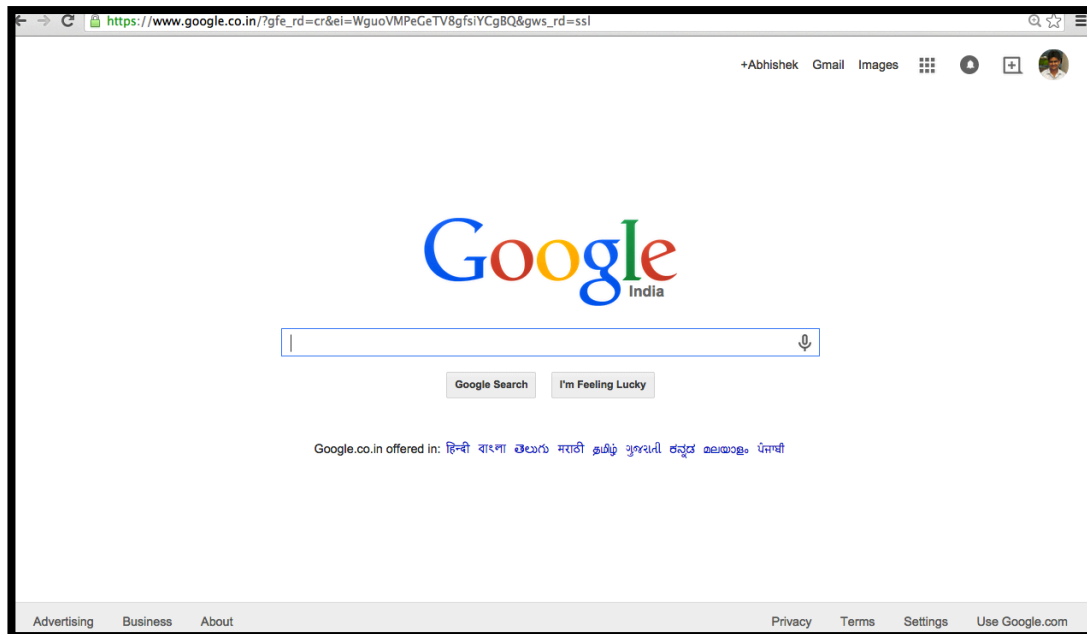 https://www.google.co.in/?gfe_rd=cr&ei=WguoVMPeGeTV8gfsiYCgBQ&gws_rd=ssl
+Abhishek Gmail Images
Google
India
Google Search I'm Feeling Lucky
Google.co.in offered in: हिन्दी বাংলা తెలుగు मराठी தமிழ் ગુજરાતી ಕನ್ನಡ മലയാളം ਪੰਜਾਬੀ
Advertising Business About Privacy Terms Settings Use Google.com